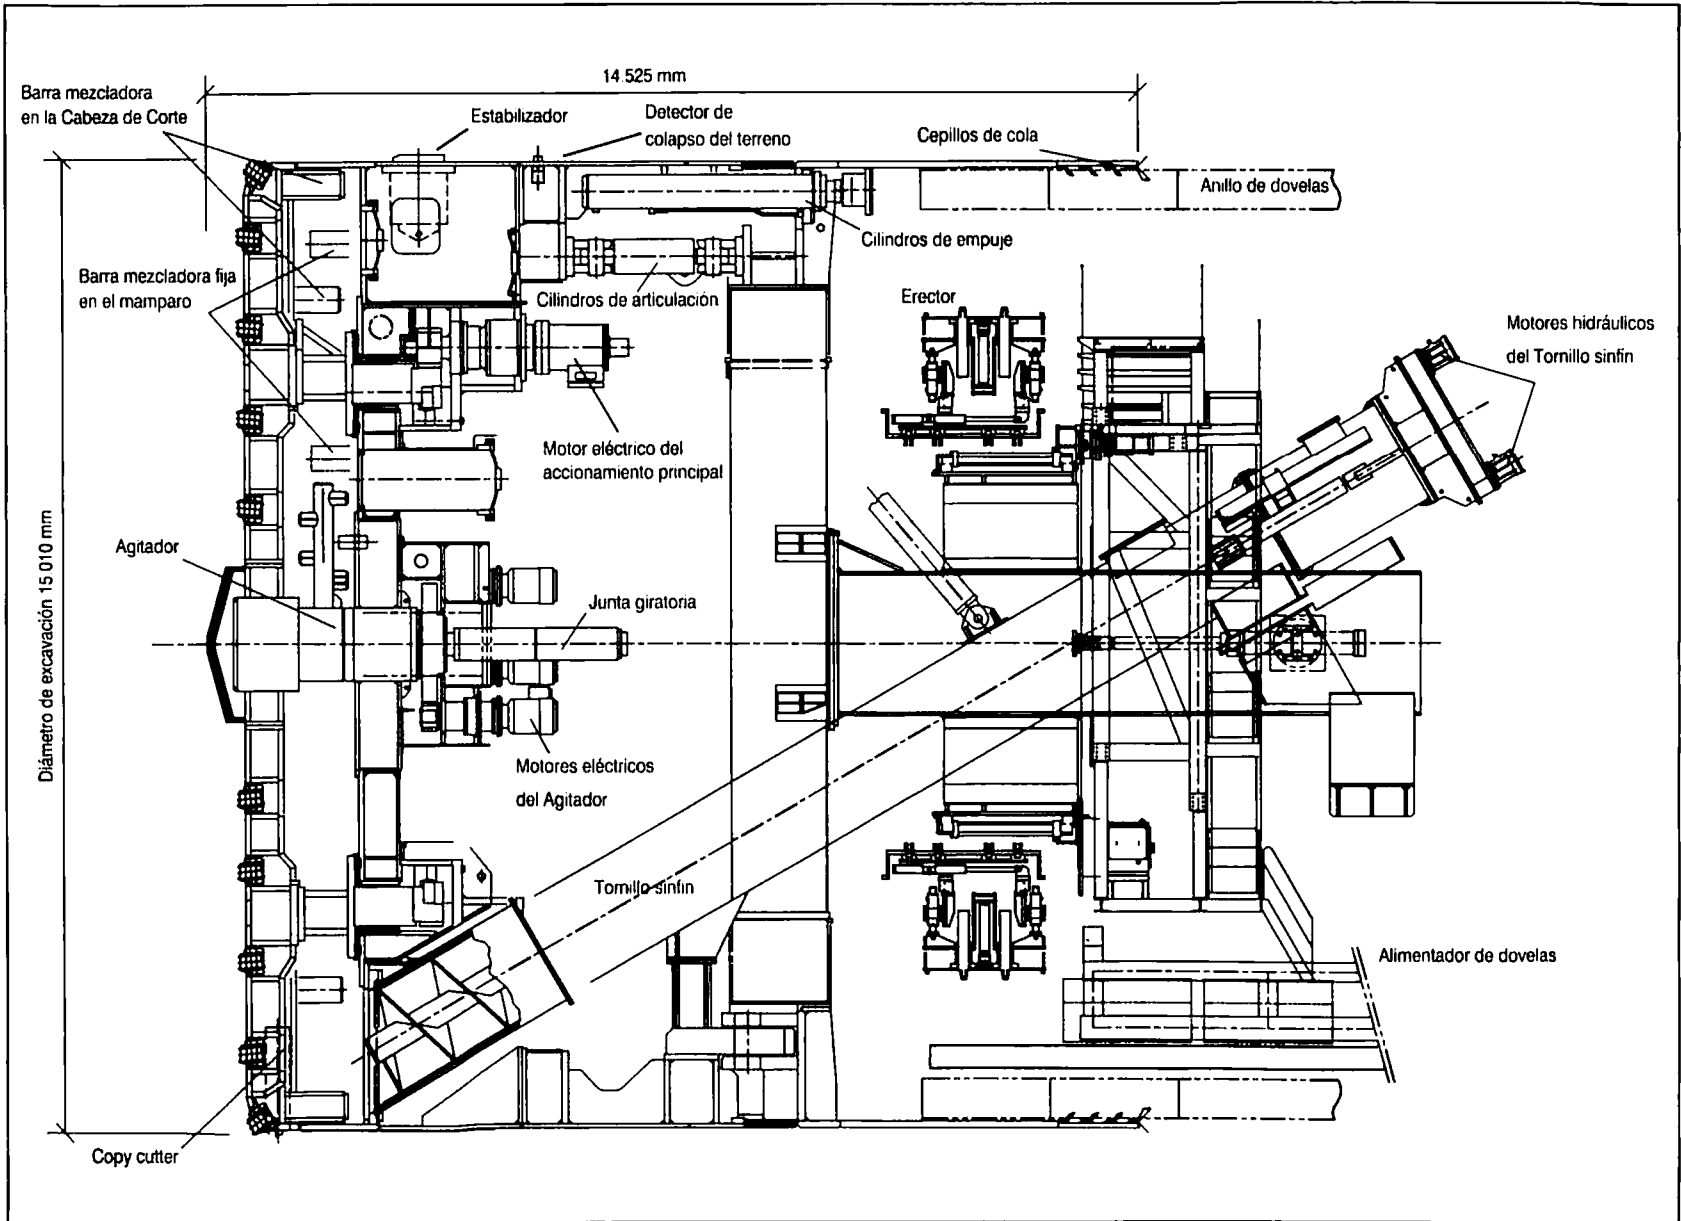 14.525 mm
Barra mezcladora
en la Cabeza de Corte
Estabilizador
Detector de
colapso del terreno
Cepillos de cola
Anillo de dovelas
Cilindros de empuje
Barra mezcladora fija
en el mamparo
Cilindros de articulación
Erector
Motores hidráulicos
del Tornillo sinfín
Motor eléctrico del
accionamiento principal
Diámetro de excavación 15 010 mm
Agitador
Junta giratoria
Motores eléctricos
del Agitador
Tornillo sinfín
Alimentador de dovelas
Copy cutter